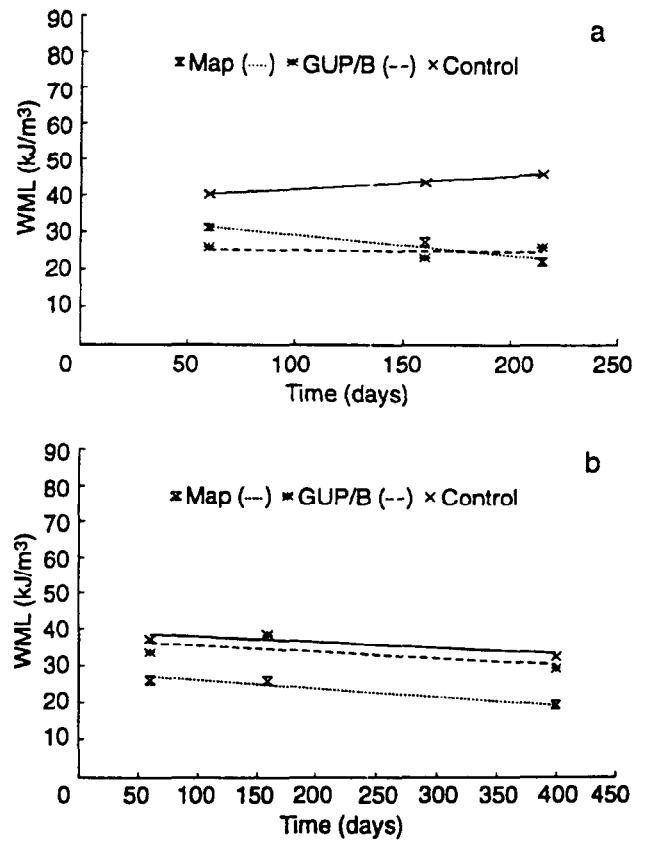 a
90
80
70
60
50
40
30
20
10
0
WML (kJ/m³)
Map (·····) GUP/B (--) × Control
50 100 150 200 250
Time (days)
b
90
80
70
60
50
40
30
20
10
0
WML (kJ/m³)
Map (---) GUP/B (--) × Control
50 100 150 200 250 300 350 400 450
Time (days)